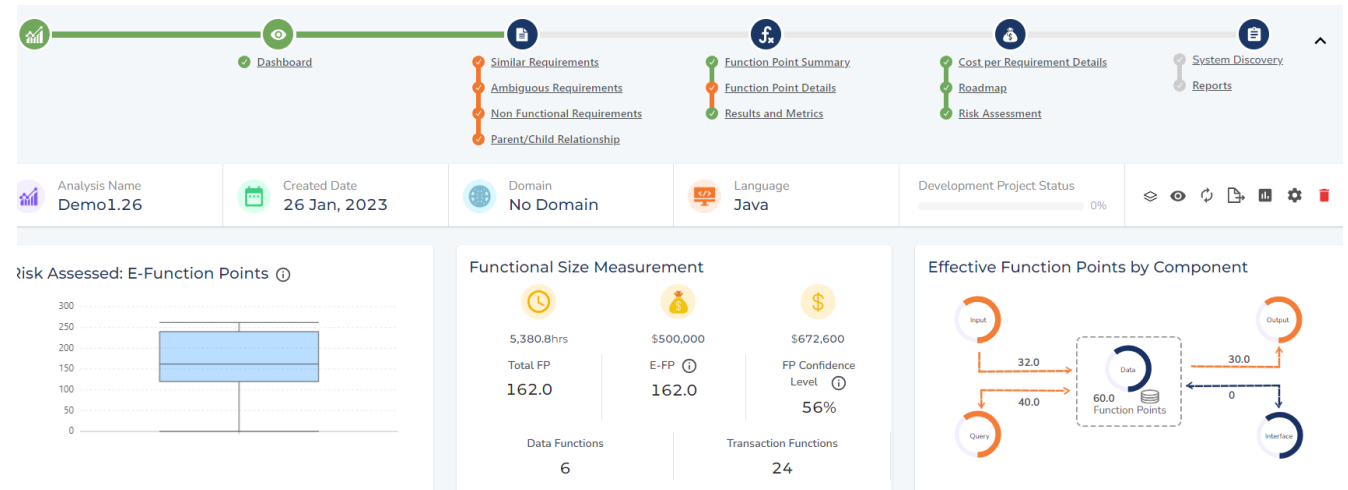 Dashboard
Similar Requirements
Ambiguous Requirements
Non Functional Requirements
Parent/Child Relationship
Function Point Summary
Function Point Details
Results and Metrics
Cost per Requirement Details
Roadmap
Risk Assessment
System Discovery
Reports
Analysis Name
Demo1.26
Created Date
26 Jan, 2023
Domain
No Domain
Language
Java
Development Project Status
0%
Risk Assessed: E-Function Points
300
250
200
150
100
50
0
Functional Size Measurement
5,380.8hrs
$500,000
$672,600
Total FP
162.0
E-FP
162.0
FP Confidence
Level
56%
Data Functions
6
Transaction Functions
24
Effective Function Points by Component
Input
Output
32.0
30.0
Data
40.0
60.0
Function Points
0
Query
Interface